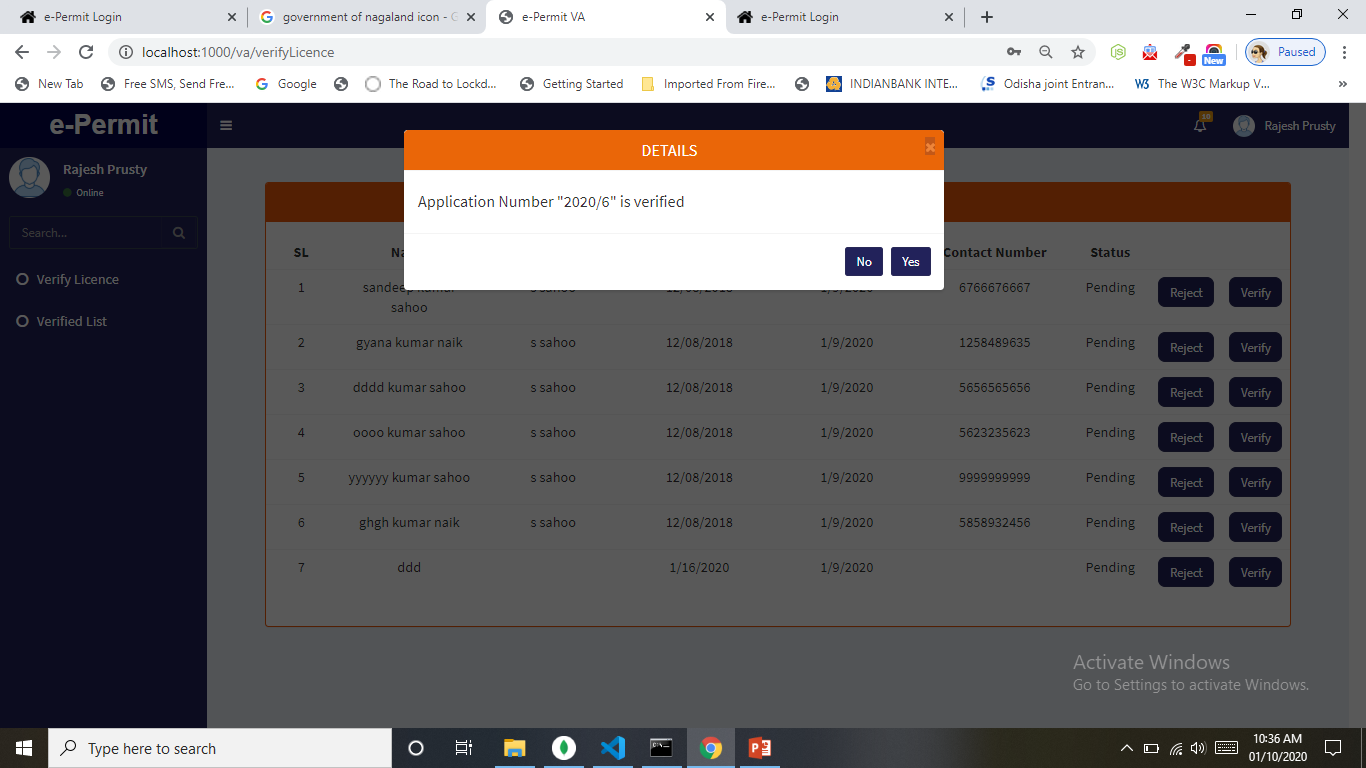 e-Permit Login
government of nagaland icon - G
e-Permit VA
e-Permit Login
localhost:1000/va/verifyLicence
New
Paused
New Tab
Free SMS, Send Fre...
Google
The Road to Lockd...
Getting Started
Imported From Fire...
INDIANBANK INTE...
Odisha joint Entran...
The W3C Markup V...
e-Permit
10
Rajesh Prusty
Rajesh Prusty
Online
Search...
Verify Licence
Verified List
DETAILS
Application Number "2020/6" is verified
No Yes
SL Contact Number Status
1 sandeep kumar sahoo s sahoo 12/08/2018 1/9/2020 6766676667 Pending Reject Verify
2 gyana kumar naik s sahoo 12/08/2018 1/9/2020 1258489635 Pending Reject Verify
3 dddd kumar sahoo s sahoo 12/08/2018 1/9/2020 5656565656 Pending Reject Verify
4 oooo kumar sahoo s sahoo 12/08/2018 1/9/2020 5623235623 Pending Reject Verify
5 yyyyyy kumar sahoo s sahoo 12/08/2018 1/9/2020 9999999999 Pending Reject Verify
6 ghgh kumar naik s sahoo 12/08/2018 1/9/2020 5858932456 Pending Reject Verify
7 ddd 1/16/2020 1/9/2020 Pending Reject Verify
Activate Windows
Go to Settings to activate Windows.
Type here to search
10:36 AM
01/10/2020